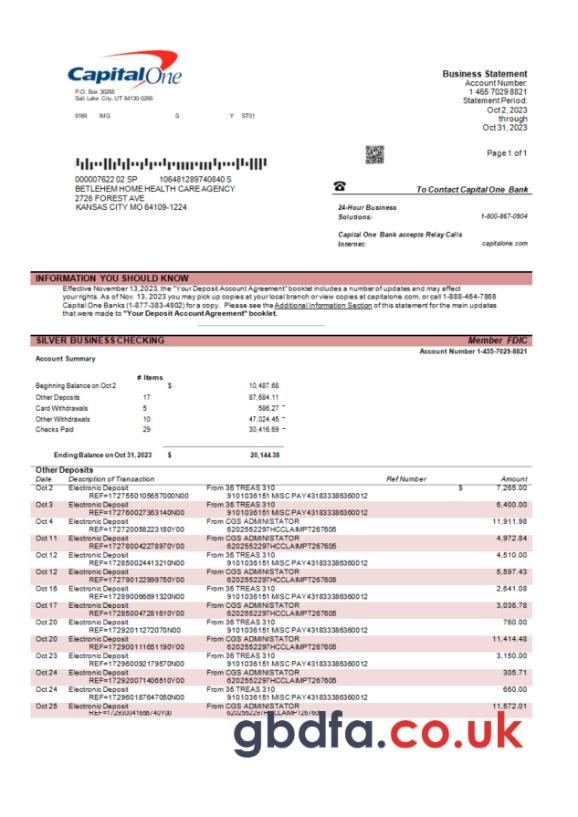 CapitalOne
P.O. Box 30285
Salt Lake City, UT 84130-0285
9169 IMG S Y ST01
Business Statement
Account Number:
1 455 7029 8821
Statement Period:
Oct 2, 2023
through
Oct 31, 2023
Page 1 of 1
000007622 02 SP 106481289740840 S
BETLEHEM HOME HEALTH CARE AGENCY
2726 FOREST AVE
KANSAS CITY MO 64109-1224
To Contact Capital One Bank
24-Hour Business
Solutions: 1-800-867-0904
Capital One Bank accepts Relay Calls
Internet: capitalone.com
INFORMATION YOU SHOULD KNOW
Effective November 13,2023, the "Your Deposit Account Agreement" booklet includes a number of updates and may affect
your rights. As of Nov. 13, 2023 you may pick up copies at your local branch or view copies at capitalone.com, or call 1-888-464-7868
Capital One Banks (1-877-383-4802) for a copy. Please see the Additional Information Section of this statement for the main updates
that were made to "Your Deposit Account Agreement" booklet.
SILVER BUSINESS CHECKING Member FDIC
Account Number 1-455-7029-8821
Account Summary
# Items
Beginning Balance on Oct 2 $ 10,487.68
Other Deposits 17 87,684.11
Card Withdrawals 5 586,27 -
Other Withdrawals 10 47,024.45 -
Checks Paid 29 30,416.69 -
Ending Balance on Oct 31, 2023 $ 20,144.38
Other Deposits
Date Description of Transaction Ref Number Amount
Oct 2 Electronic Deposit From 36 TREAS 310 $ 7,265.00
REF=1727550105657000N00 9101036151 MISC PAY431833386360012
Oct 3 Electronic Deposit From 36 TREAS 310 6,400.00
REF=172760027363140N00 9101036151 MISC PAY431833386360012
Oct 4 Electronic Deposit From CGS ADMINISTATOR 11,911.98
REF=172720058223180Y00 6202552297HCCLAIMPT267605
Oct 11 Electronic Deposit From CGS ADMINISTATOR 4,972.84
REF=172780042278970Y00 6202552297HCCLAIMPT267605
Oct 12 Electronic Deposit From 36 TREAS 310 4,510.00
REF=172850024413210N00 9101036151 MISC PAY431833386360012
Oct 12 Electronic Deposit From CGS ADMINISTATOR 5,597.43
REF=172790122999750Y00 6202552297HCCLAIMPT267605
Oct 16 Electronic Deposit From 36 TREAS 310 2,641.08
REF=172890066691320N00 9101036151 MISC PAY431833386360012
Oct 17 Electronic Deposit From CGS ADMINISTATOR 3,036.78
REF=172850047281610Y00 6202552297HCCLAIMPT267605
Oct 20 Electronic Deposit From 36 TREAS 310 760.00
REF=17292011272070N00 9101036151 MISC PAY431833386360012
Oct 20 Electronic Deposit From CGS ADMINISTATOR 11,414.48
REF=172900111651190Y00 6202552297HCCLAIMPT267605
Oct 23 Electronic Deposit From 36 TREAS 310 3,150.00
REF=172960092179570N00 9101036151 MISC PAY431833386360012
Oct 24 Electronic Deposit From CGS ADMINISTATOR 305.71
REF=172920071406510Y00 6202552297HCCLAIMPT267605
Oct 24 Electronic Deposit From 36 TREAS 310 660.00
REF=172960187647050N00 9101036151 MISC PAY431833386360012
Oct 25 Electronic Deposit From CGS ADMINISTATOR 11,572.01
gbdfa.co.uk